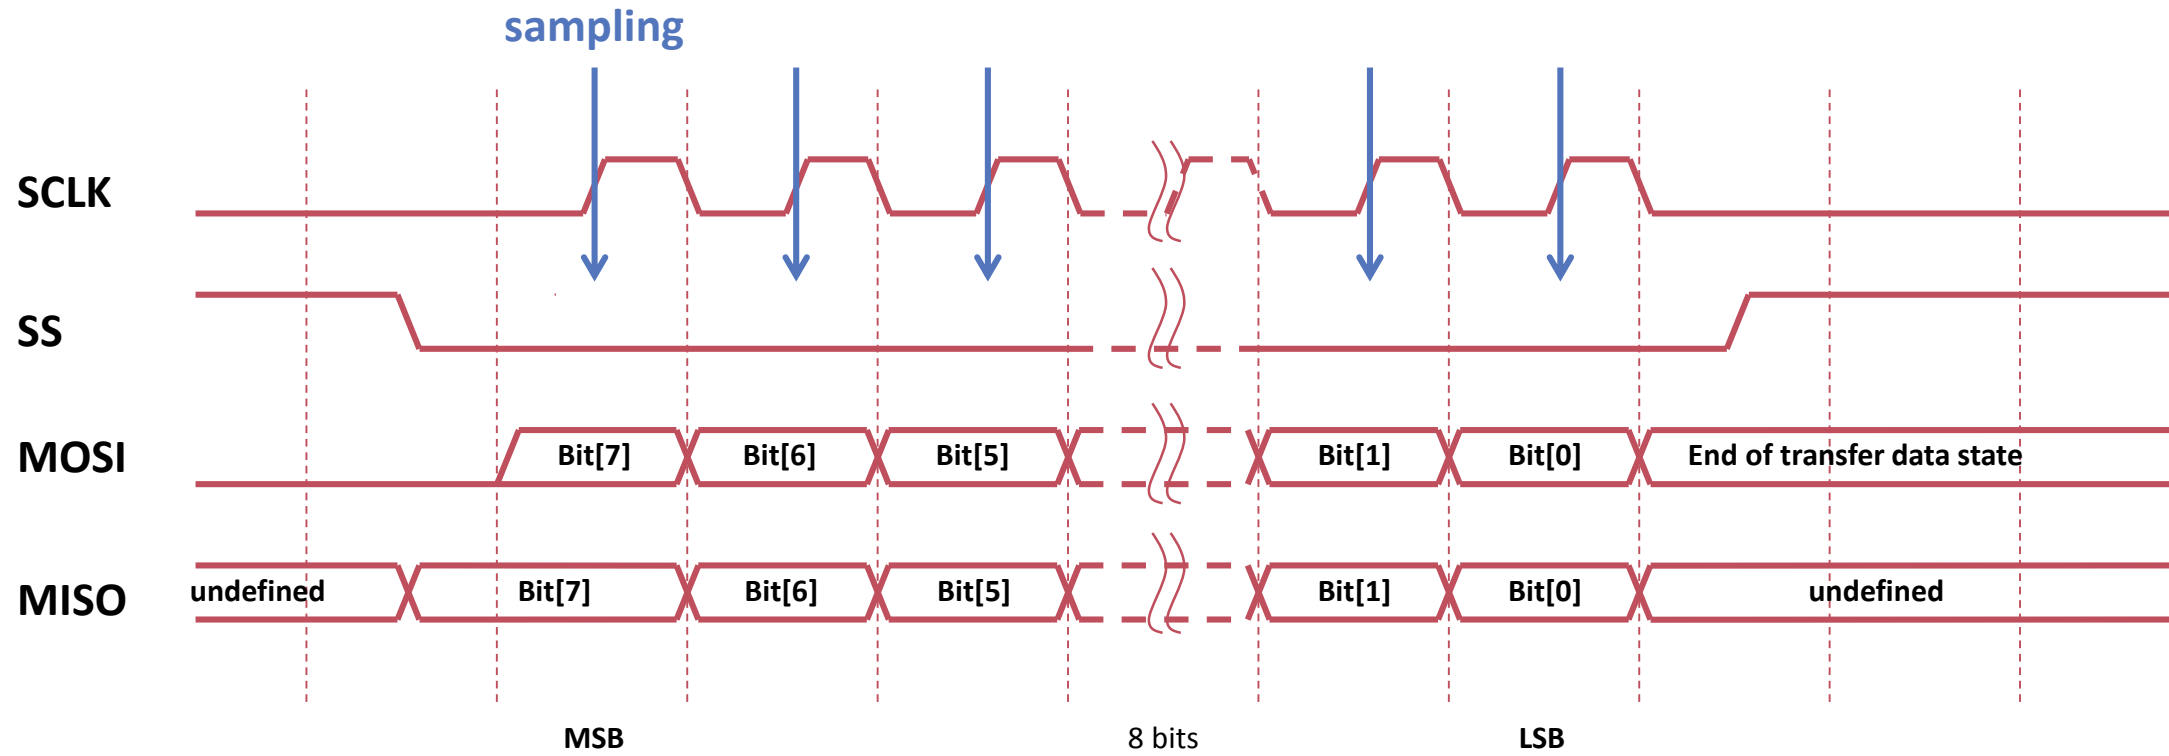 sampling
SCLK
SS
MOSI Bit[7] Bit[6] Bit[5] Bit[1] Bit[0] End of transfer data state
MISO undefined Bit[7] Bit[6] Bit[5] Bit[1] Bit[0] undefined
MSB 8 bits LSB